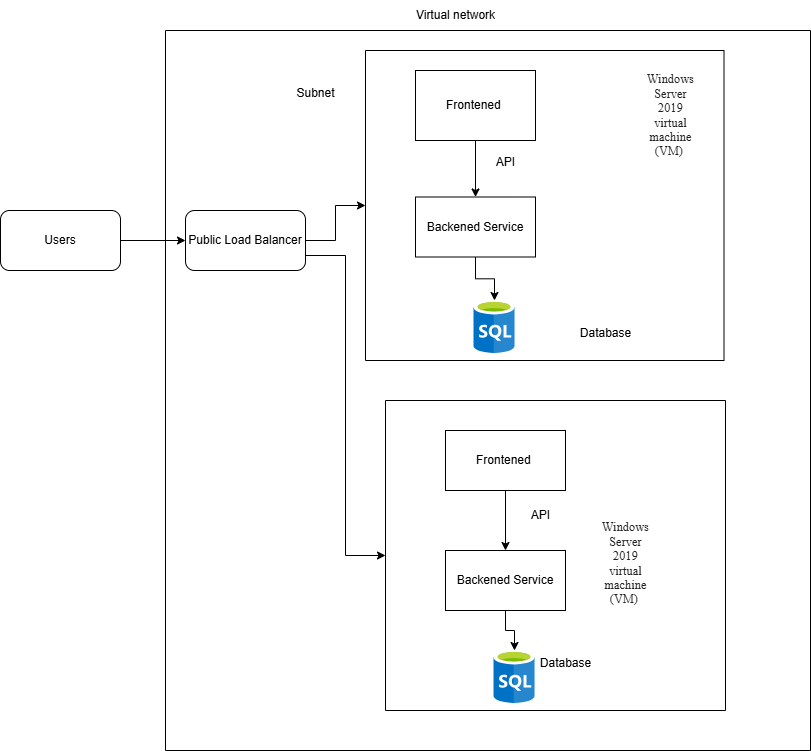 Virtual network
Subnet
Frontened
Windows
Server
2019
virtual
machine
(VM)
API
Users
Public Load Balancer
Backened Service
SQL
Database
Frontened
API
Windows
Server
2019
virtual
machine
(VM)
Backened Service
Database
SQL